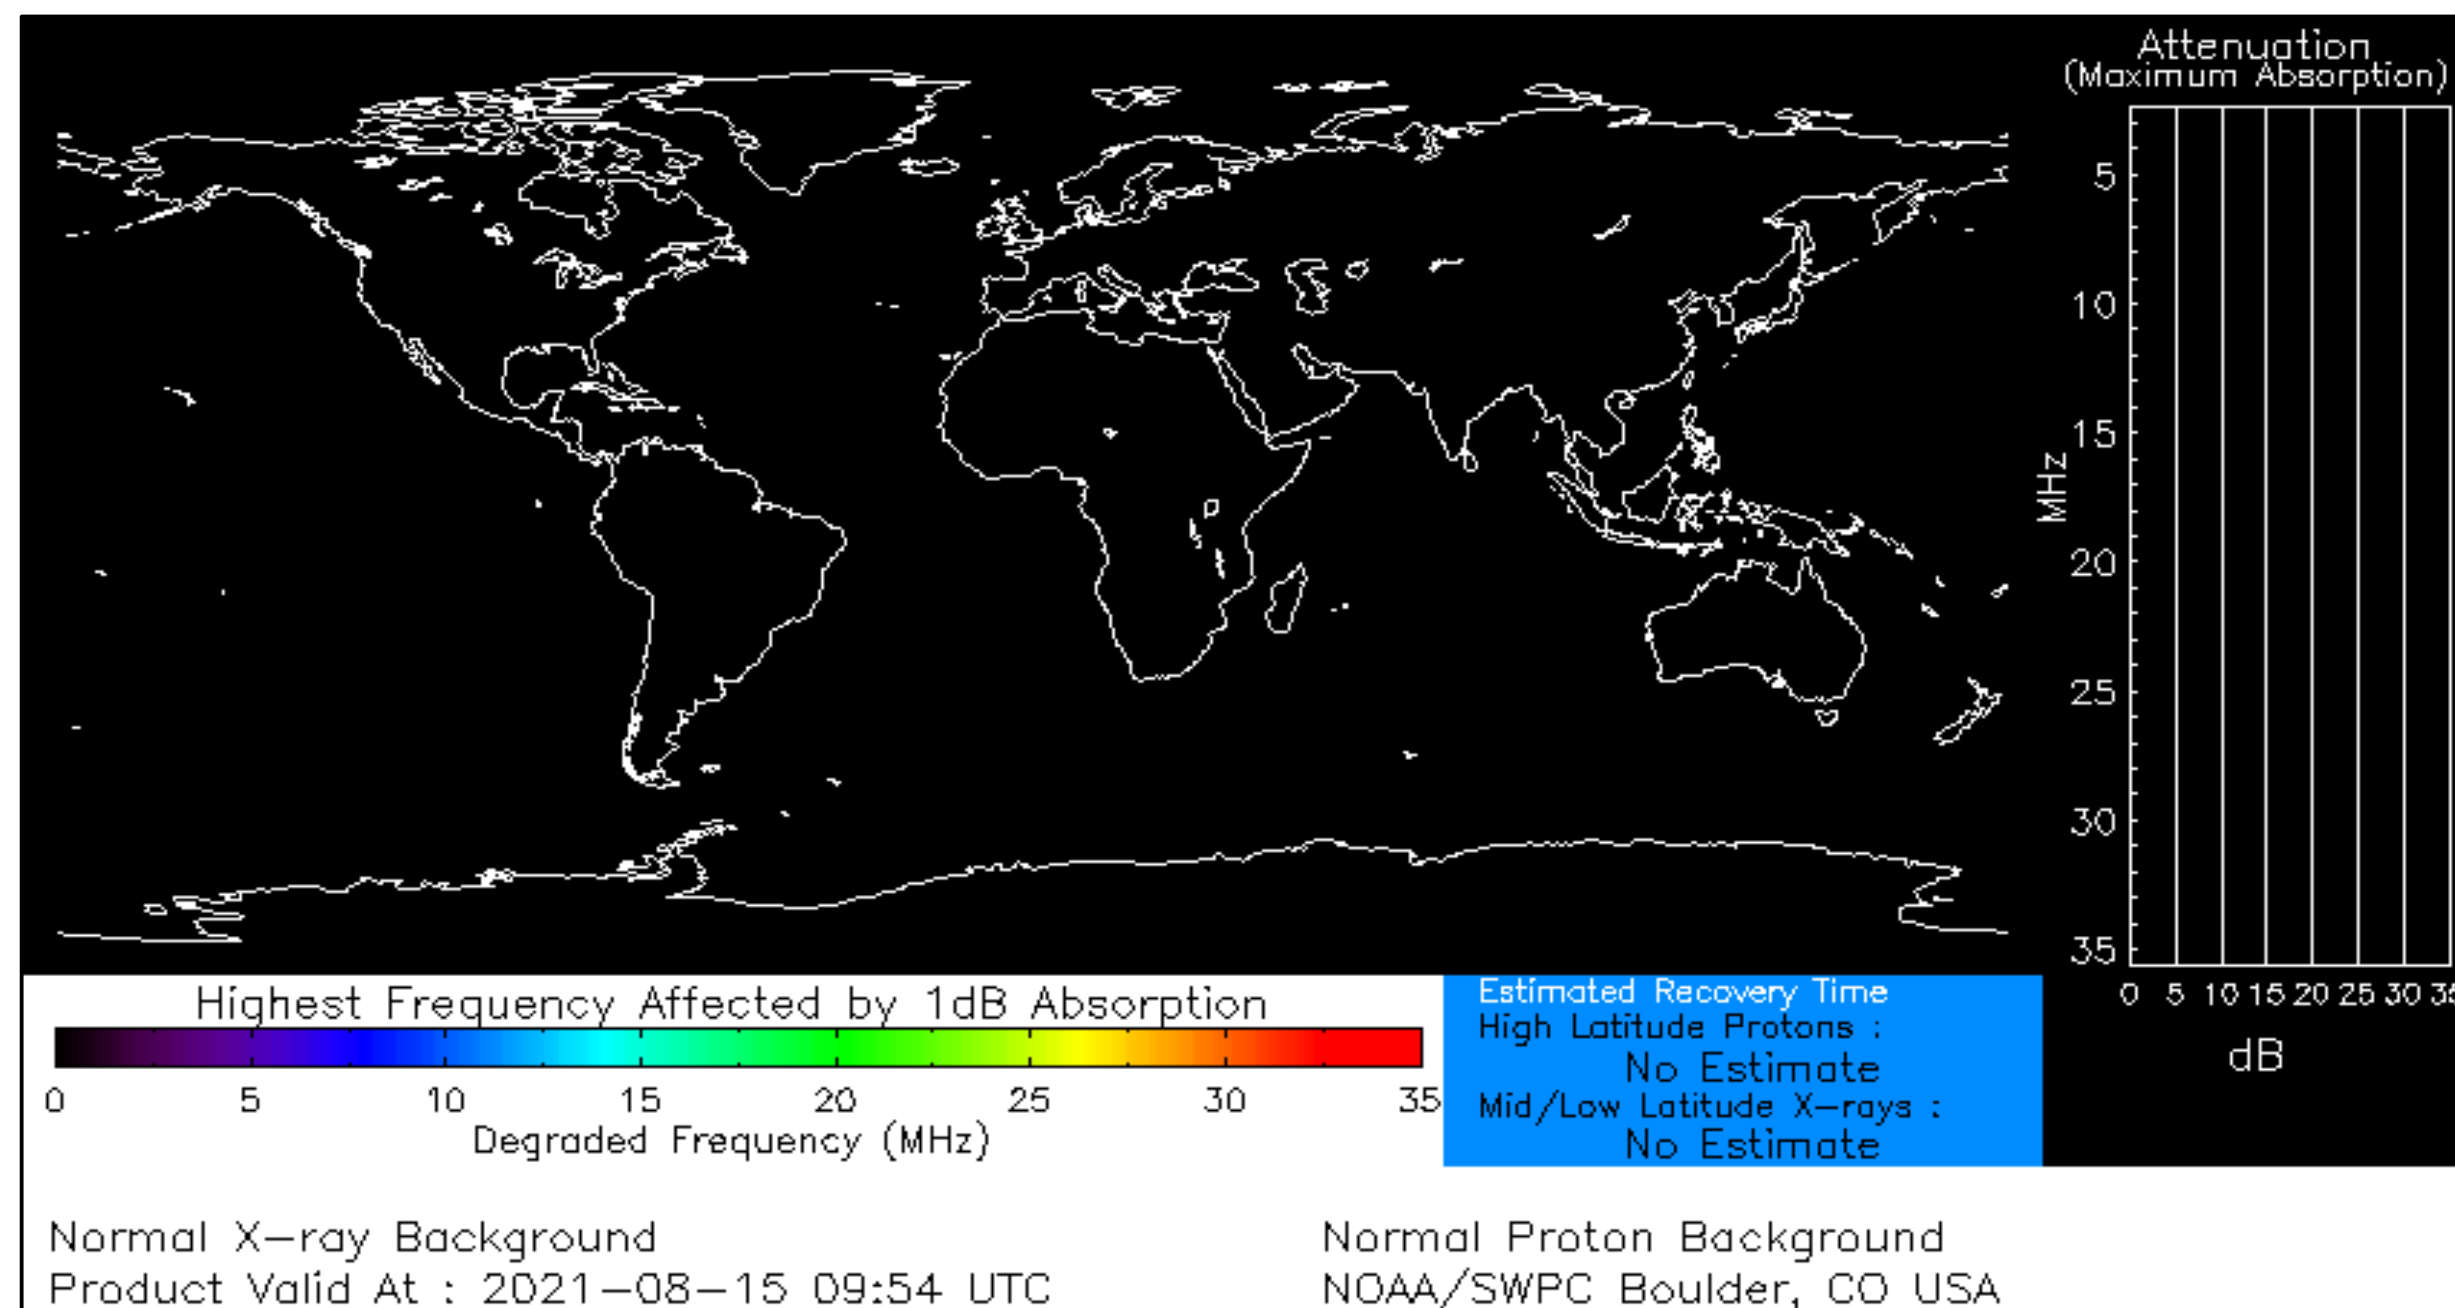 Attenuation
(Maximum Absorption)
5
10
15
20
25
30
35
MHz
0 5 10 15 20 25 30
dB
Highest Frequency Affected by 1dB Absorption
0 5 10 15 20 25 30 35
Degraded Frequency (MHz)
Estimated Recovery Time
High Latitude Protons :
No Estimate
Mid/Low Latitude X-rays :
No Estimate
Normal X-ray Background
Normal Proton Background
Product Valid At : 2021-08-15 09:54 UTC
NOAA/SWPC Boulder, CO USA